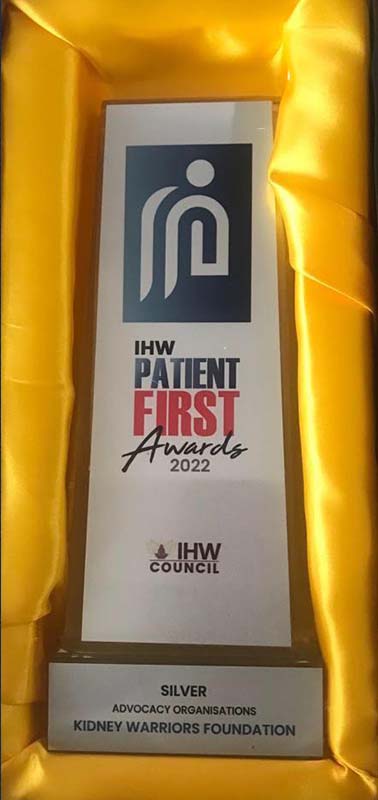 IHW
PATIENT
FIRST
Awards
2022
IHW
COUNCIL
SILVER
ADVOCACY ORGANISATIONS
KIDNEY WARRIORS FOUNDATION